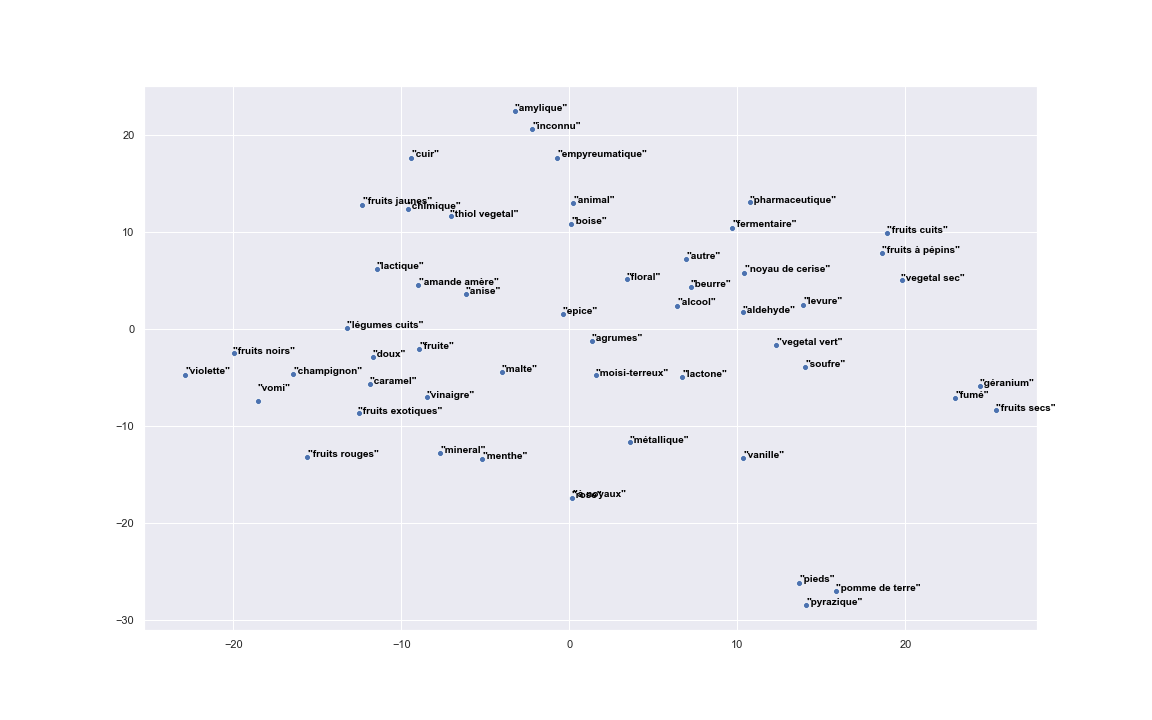 "amylique"
"inconnu"
20
"cuir"
"empyreumatique"
"fruits jaunes"
"chimique"
"thiol vegetal"
"animal"
"pharmaceutique"
"boise"
"fermentaire"
"fruits cuits"
10
"fruits à pépins"
"autre"
"lactique"
"noyau de cerise"
"floral"
"vegetal sec"
"amande amère"
"anise"
"beurre"
"alcool"
"levure"
"epice"
"aldehyde"
"légumes cuits"
0
"agrumes"
"vegetal vert"
"fruite"
"fruits noirs"
"doux"
"soufre"
"violette"
"champignon"
"malte"
"moisi-terreux"
"lactone"
"caramel"
"géranium"
"vomi"
"vinaigre"
"fumé"
"fruits exotiques"
"fruits secs"
−10
"métallique"
"mineral"
"menthe"
"fruits rouges"
"vanille"
"rose"
−20
"pieds"
"pomme de terre"
"pyrazique"
−30
−20 −10 0 10 20